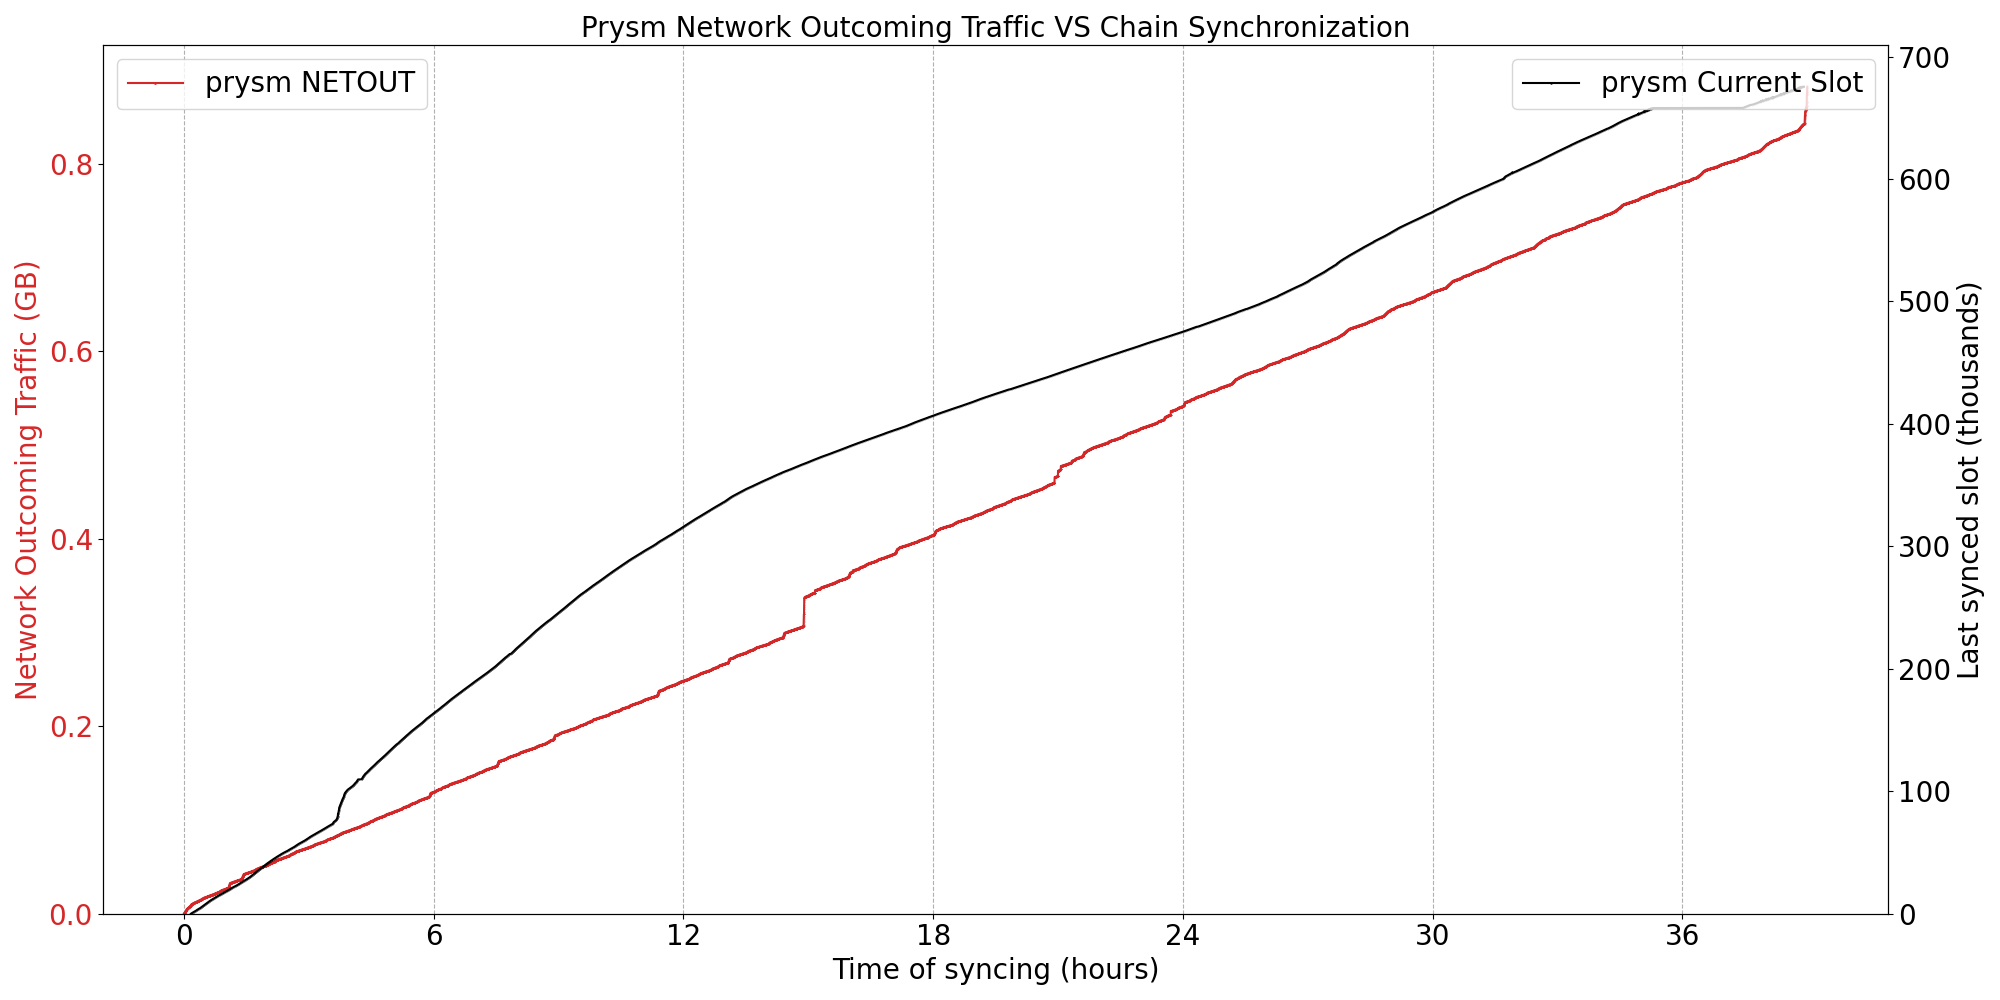 Prysm Network Outcoming Traffic VS Chain Synchronization
prysm NETOUT
prysm Current Slot
Network Outcoming Traffic (GB)
0.8
0.6
0.4
0.2
0.0
700
600
500
400
300
200
100
0
Last synced slot (thousands)
0 6 12 18 24 30 36
Time of syncing (hours)